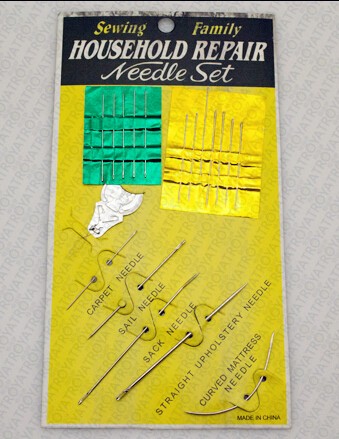 Sewing Family
HOUSEHOLD REPAIR
Needle Set
CARPET NEEDLE
SAIL NEEDLE
SACK NEEDLE
STRAIGHT UPHOLSTERY NEEDLE
CURVED MATTRESS
NEEDLE
MADE IN CHINA